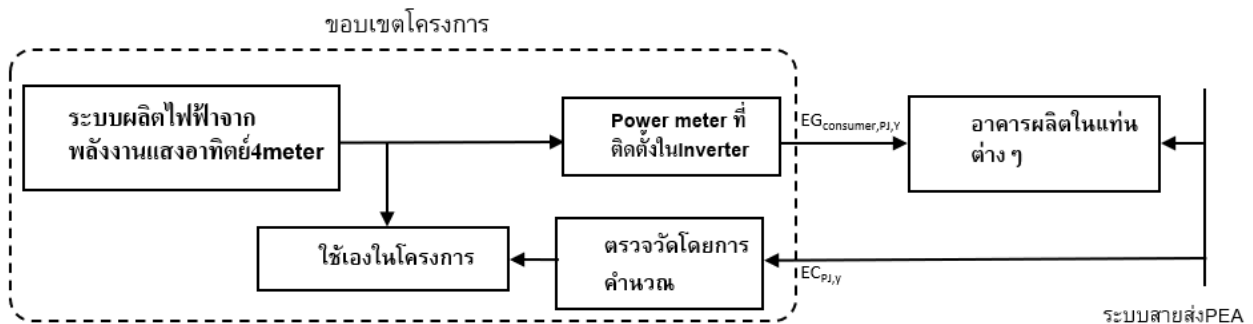 ขอบเขตโครงการ
ระบบผลิตไฟฟ้าจาก
พลังงานแสงอาทิตย์4meter
Power meter ที่
ติดตั้งในInverter
EGconsumer,PJ,Y
อาคารผลิตในแท่น
ต่าง ๆ
ใช้เองในโครงการ
ตรวจวัดโดยการ
คำนวณ
ECPJ,y
ระบบสายส่งPEA